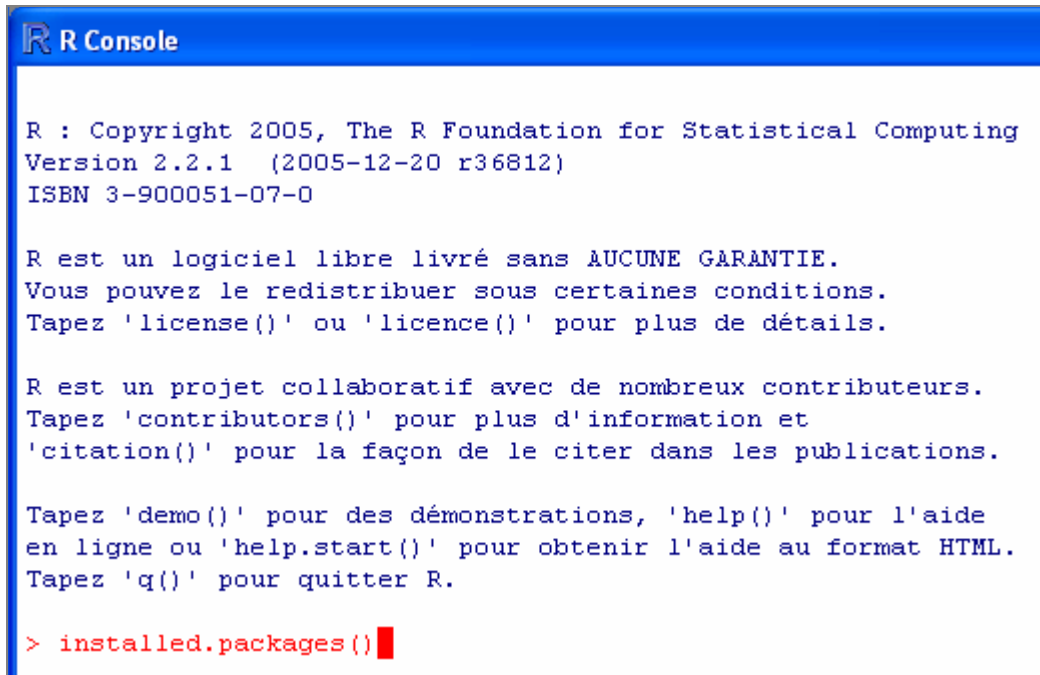 R Console
R : Copyright 2005, The R Foundation for Statistical Computing
Version 2.2.1  (2005-12-20 r36812)
ISBN 3-900051-07-0
R est un logiciel libre livré sans AUCUNE GARANTIE.
Vous pouvez le redistribuer sous certaines conditions.
Tapez 'license()' ou 'licence()' pour plus de détails.
R est un projet collaboratif avec de nombreux contributeurs.
Tapez 'contributors()' pour plus d'information et
'citation()' pour la façon de le citer dans les publications.
Tapez 'demo()' pour des démonstrations, 'help()' pour l'aide
en ligne ou 'help.start()' pour obtenir l'aide au format HTML.
Tapez 'q()' pour quitter R.
> installed.packages()